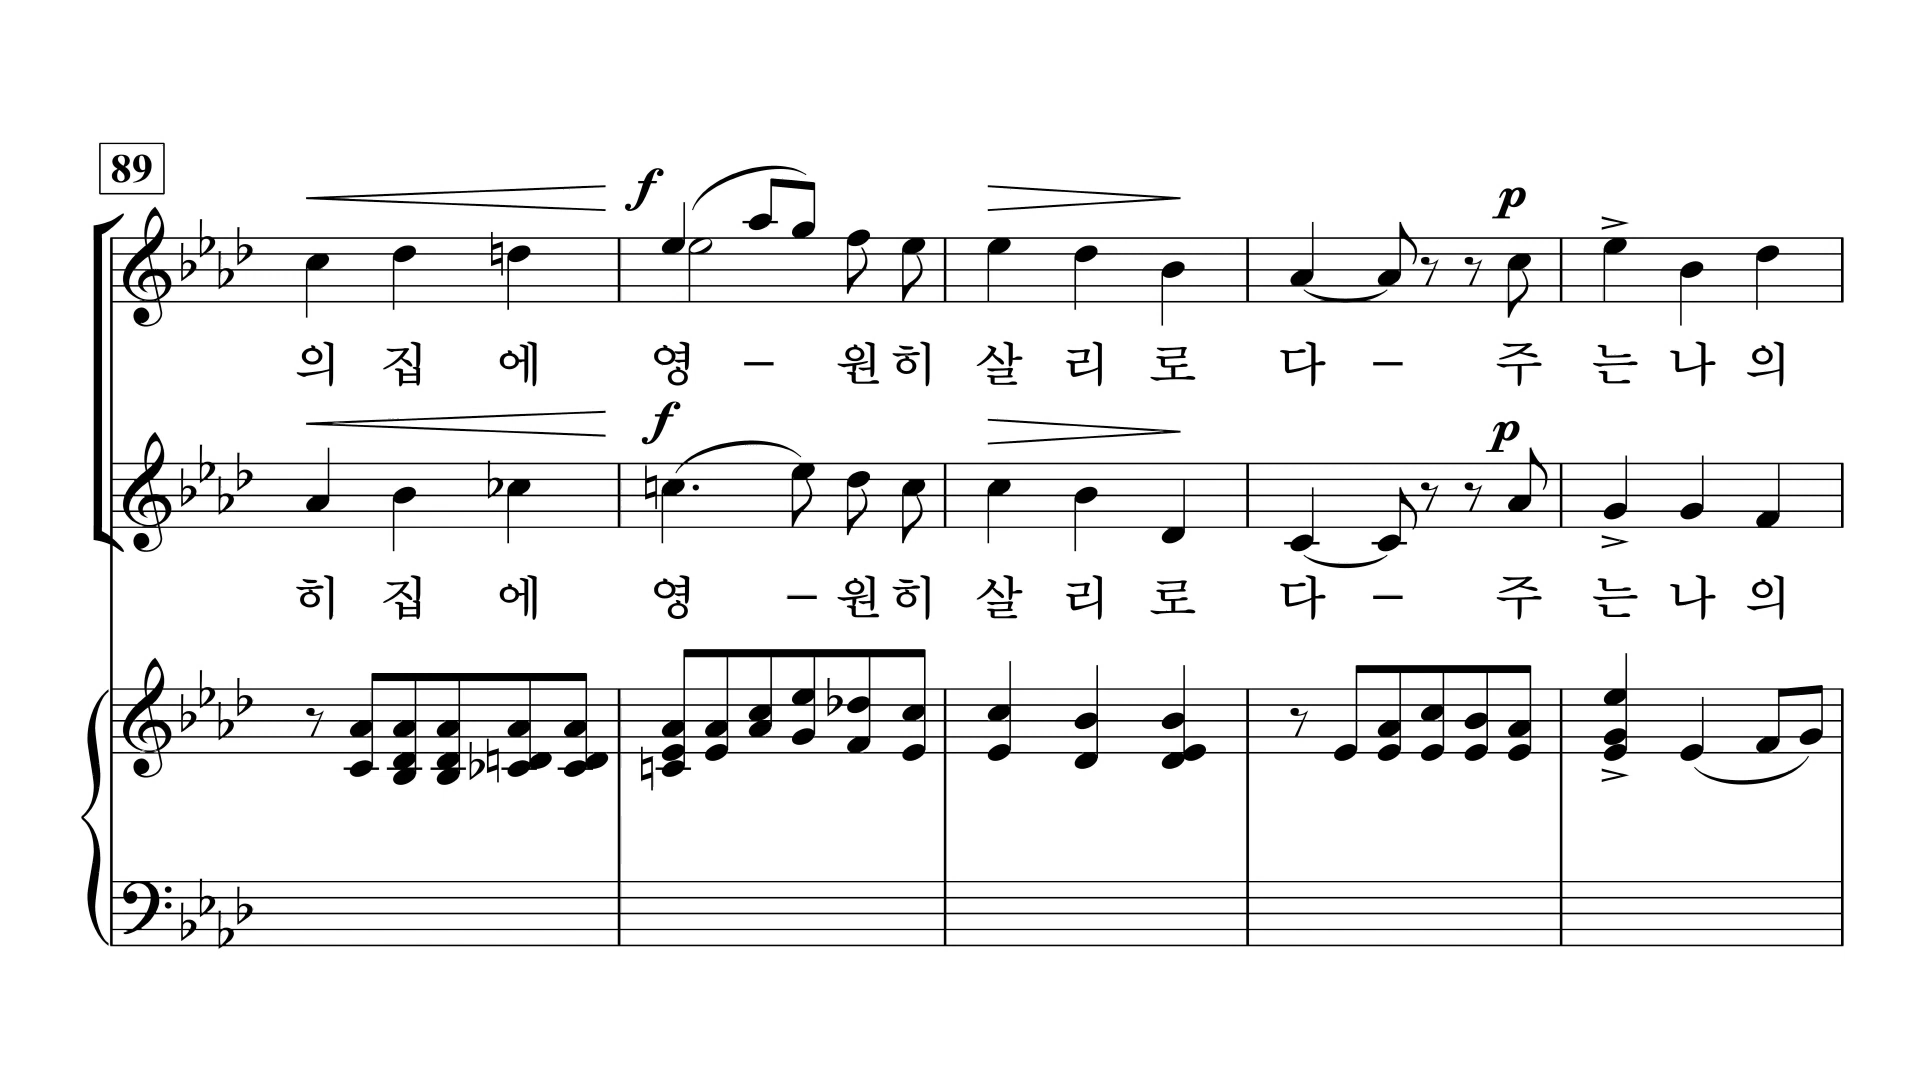 89
f p
의 집 에 영 – 원 히 살 리 로 다 – 주 는 나 의
f p
히 집 에 영 – 원 히 살 리 로 다 – 주 는 나 의